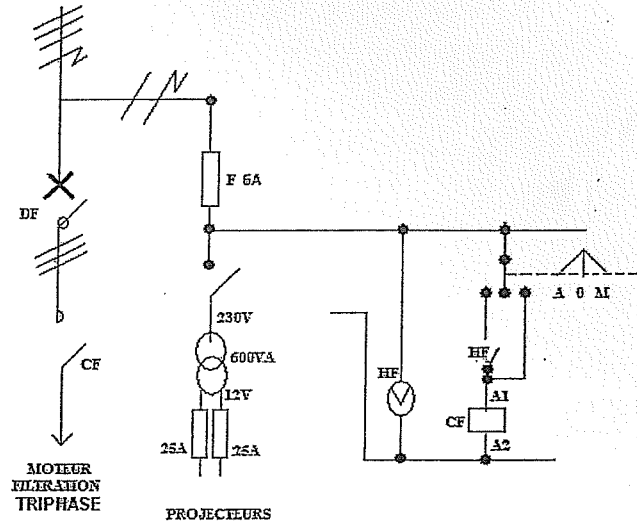 N
F 6A
DF
A 0 M
230V
CF
600VA
HF
HF
12V
A1
CF
25A
25A
A2
MOTEUR
FILTRATION
TRIPHASE
PROJECTEURS